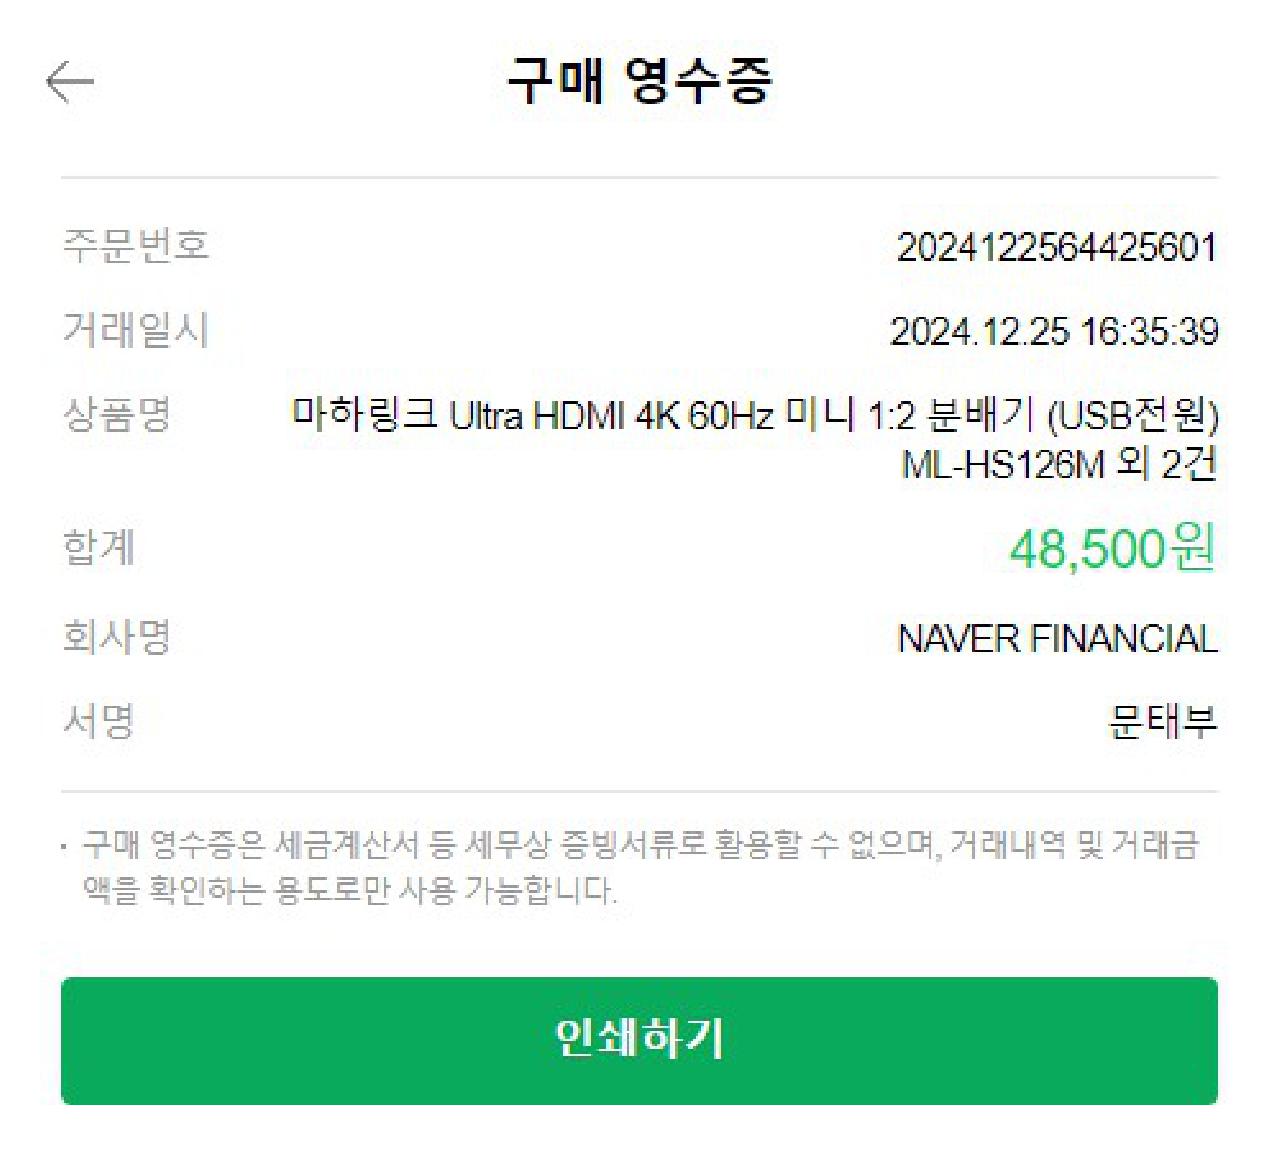 구매 영수증
주문번호 2024122564425601
거래일시 2024.12.25 16:35:39
상품명 마하링크 Ultra HDMI 4K 60Hz 미니 1:2 분배기 (USB전원)
ML-HS126M 외 2건
합계 48,500원
회사명 NAVER FINANCIAL
서명 문태부
· 구매 영수증은 세금계산서 등 세무상 증빙서류로 활용할 수 없으며, 거래내역 및 거래금
액을 확인하는 용도로만 사용 가능합니다.
인쇄하기